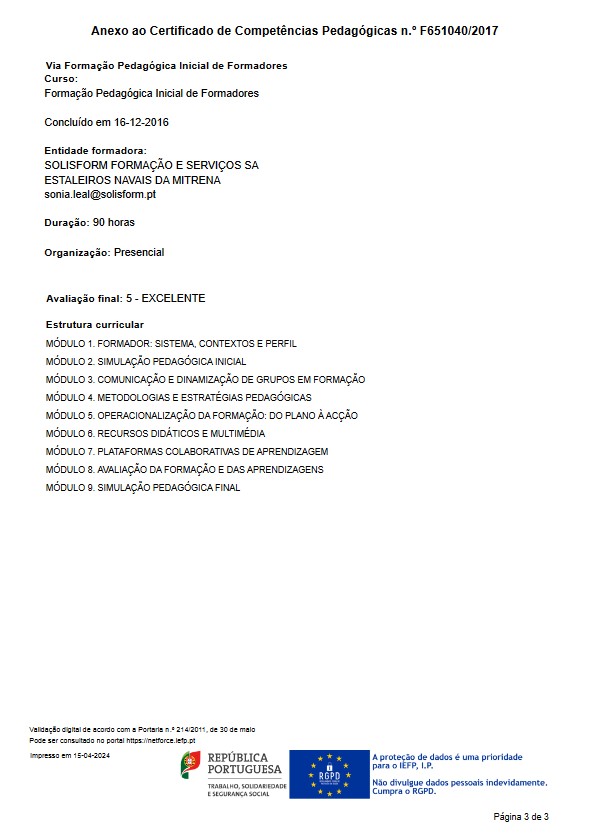 Anexo ao Certificado de Competências Pedagógicas n.º F651040/2017
Via Formação Pedagógica Inicial de Formadores
Curso:
Formação Pedagógica Inicial de Formadores
Concluído em 16-12-2016
Entidade formadora:
SOLISFORM FORMAÇÃO E SERVIÇOS SA
ESTALEIROS NAVAIS DA MITRENA
sonia.leal@solisform.pt
Duração: 90 horas
Organização: Presencial
Avaliação final: 5 - EXCELENTE
Estrutura curricular
MÓDULO 1. FORMADOR: SISTEMA, CONTEXTOS E PERFIL
MÓDULO 2. SIMULAÇÃO PEDAGÓGICA INICIAL
MÓDULO 3. COMUNICAÇÃO E DINAMIZAÇÃO DE GRUPOS EM FORMAÇÃO
MÓDULO 4. METODOLOGIAS E ESTRATÉGIAS PEDAGÓGICAS
MÓDULO 5. OPERACIONALIZAÇÃO DA FORMAÇÃO: DO PLANO À ACÇÃO
MÓDULO 6. RECURSOS DIDÁTICOS E MULTIMÉDIA
MÓDULO 7. PLATAFORMAS COLABORATIVAS DE APRENDIZAGEM
MÓDULO 8. AVALIAÇÃO DA FORMAÇÃO E DAS APRENDIZAGENS
MÓDULO 9. SIMULAÇÃO PEDAGÓGICA FINAL
Validação digital de acordo com a Portaria n.º 214/2011, de 30 de maio
Pode ser consultado no portal https://netforce.iefp.pt
Impresso em 15-04-2024
REPÚBLICA
PORTUGUESA
TRABALHO, SOLIDARIEDADE
E SEGURANÇA SOCIAL
RGPD
A proteção de dados é uma prioridade
para o IEFP, I.P.
Não divulgue dados pessoais indevidamente.
Cumpra o RGPD.
Página 3 de 3